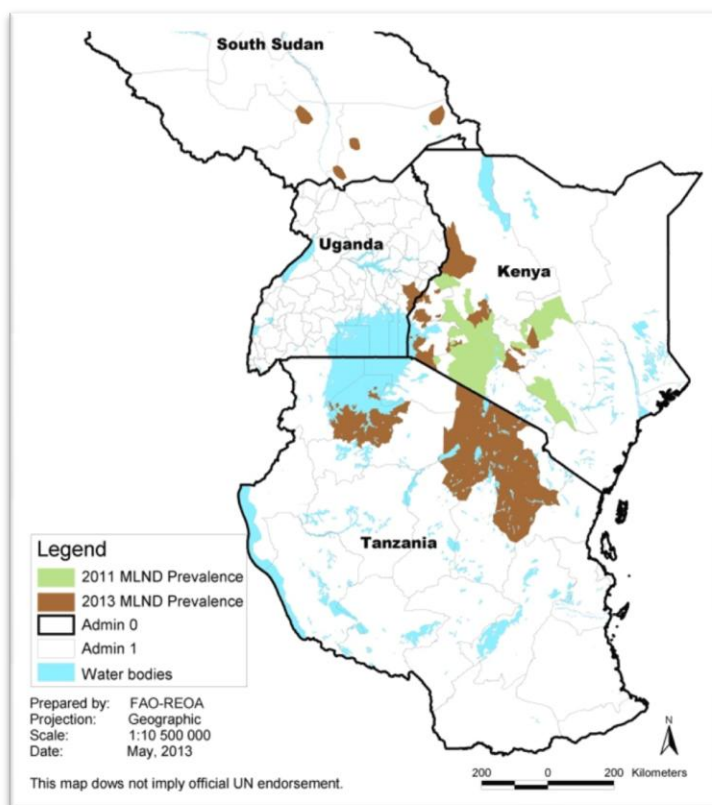 South Sudan
Uganda
Kenya
Tanzania
Legend
2011 MLND Prevalence
2013 MLND Prevalence
Admin 0
Admin 1
Water bodies
Prepared by: FAO-REOA
Projection: Geographic
Scale: 1:10 500 000
Date: May, 2013
This map dows not imply official UN endorsement.
N
200 0 200 Kilometers